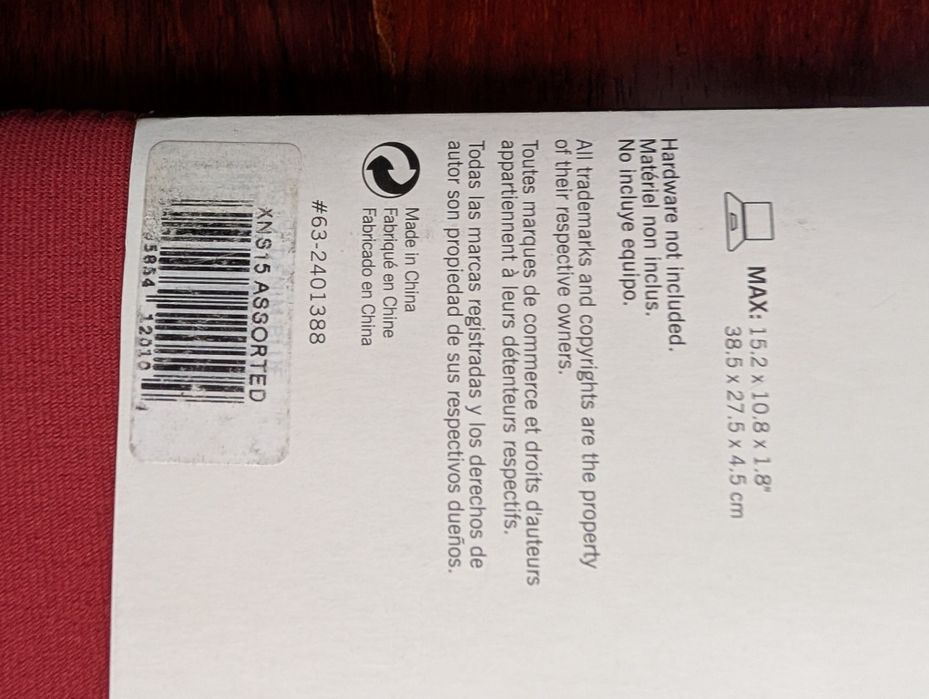 MAX: 15.2 x 10.8 x 1.8"
38.5 x 27.5 x 4.5 cm
Hardware not included.
Matériel non inclus.
No incluye equipo.
All trademarks and copyrights are the property
of their respective owners.
Toutes marques de commerce et droits d'auteurs
appartiennent à leurs détenteurs respectifs.
Todas las marcas registradas y los derechos de
autor son propiedad de sus respectivos dueños.
Made in China
Fabriqué en Chine
Fabricado en China
#63-2401388
XNS15 ASSORTED
85854 12010